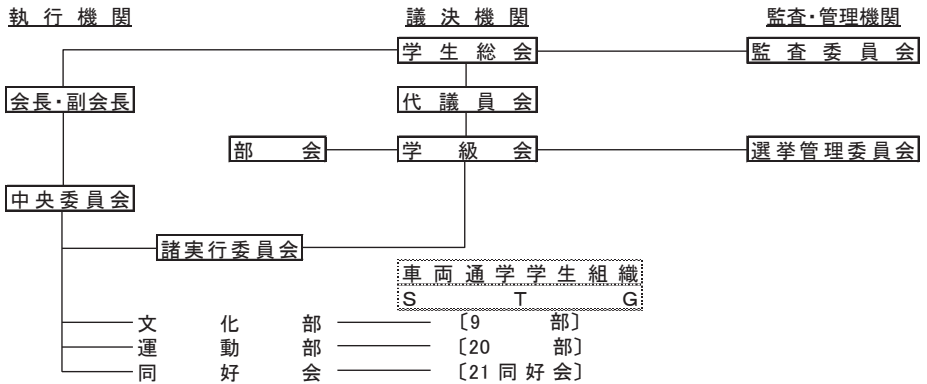 執行機関 議決機関 監査・管理機関
学生総会 監査委員会
会長・副会長 代議員会
部会 学級会 選挙管理委員会
中央委員会
諸実行委員会
車両通学学生組織
STG
文化部 〔9部〕
運動部 〔20部〕
同好会 〔21同好会〕